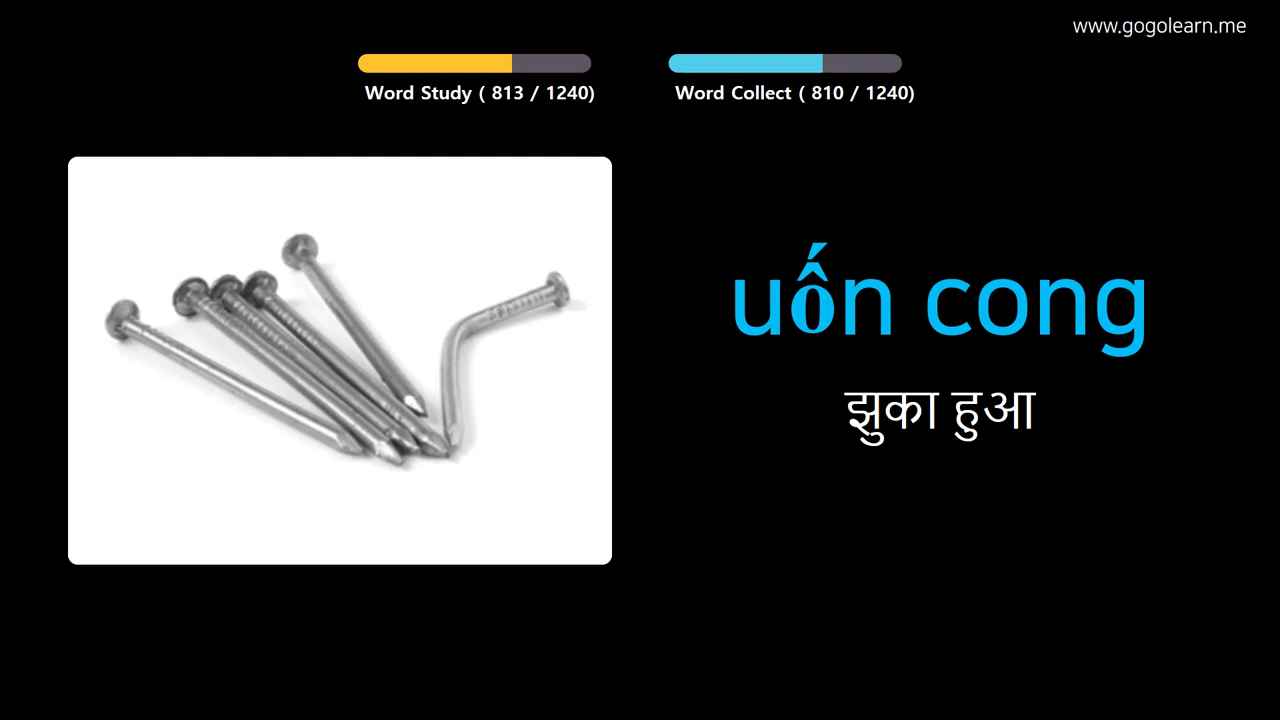 www.gogolearn.me
Word Study ( 813 / 1240)
Word Collect ( 810 / 1240)
uốn cong
झुका हुआ